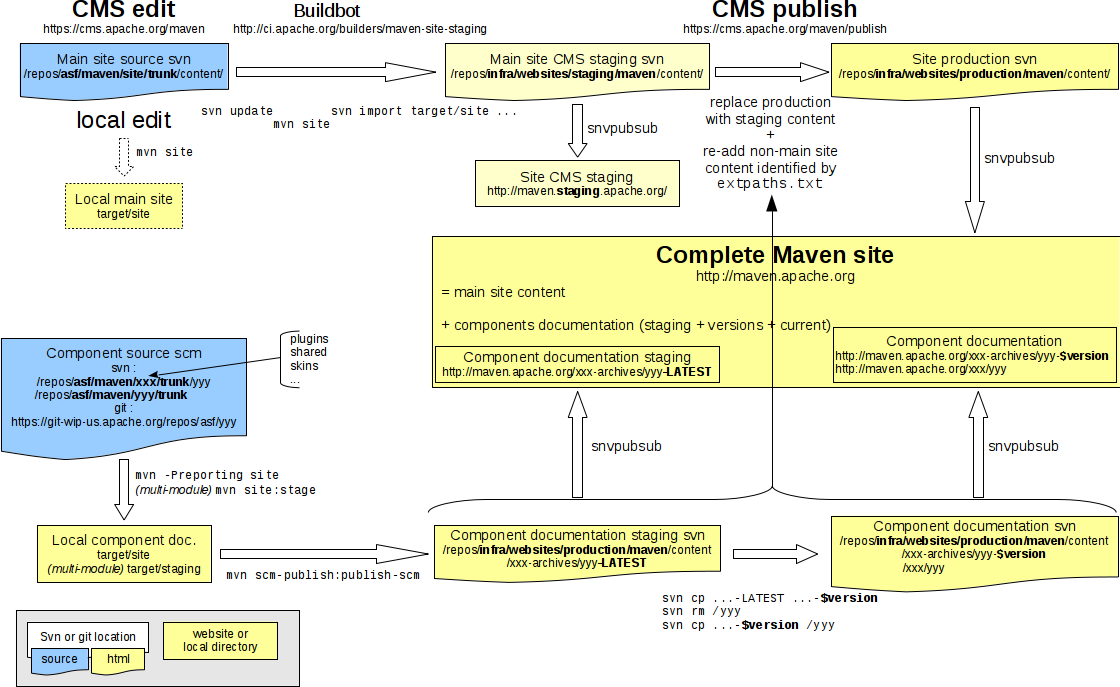 CMS edit
https://cms.apache.org/maven
Buildbot
http://ci.apache.org/builders/maven-site-staging
CMS publish
https://cms.apache.org/maven/publish
Main site source svn
/repos/asf/maven/site/trunk/content/
Main site CMS staging svn
/repos/infra/websites/staging/maven/content/
Site production svn
/repos/infra/websites/production/maven/content/
local edit
svn update
mvn site
svn import target/site ...
mvn site
Local main site
target/site
snvpubsub
Site CMS staging
http://maven.staging.apache.org/
replace production
with staging content
+
re-add non-main site
content identified by
extpaths.txt
snvpubsub
Complete Maven site
http://maven.apache.org
= main site content
+ components documentation (staging + versions + current)
Component documentation staging
http://maven.apache.org/xxx-archives/yyy-LATEST
Component documentation
http://maven.apache.org/xxx-archives/yyy-$version
http://maven.apache.org/xxx/yyy
plugins
shared
skins
...
Component source scm
svn :
/repos/asf/maven/xxx/trunk/yyy
/repos/asf/maven/yyy/trunk
git :
https://git-wip-us.apache.org/repos/asf/yyy
snvpubsub
snvpubsub
mvn -Preporting site
(multi-module) mvn site:stage
Local component doc.
target/site
(multi-module) target/staging
mvn scm-publish:publish-scm
Component documentation staging svn
/repos/infra/websites/production/maven/content
/xxx-archives/yyy-LATEST
Component documentation svn
/repos/infra/websites/production/maven/content
/xxx-archives/yyy-$version
/xxx/yyy
svn cp ...-LATEST ...-$version
svn rm /yyy
svn cp ...-$version /yyy
Svn or git location
source
html
website or
local directory